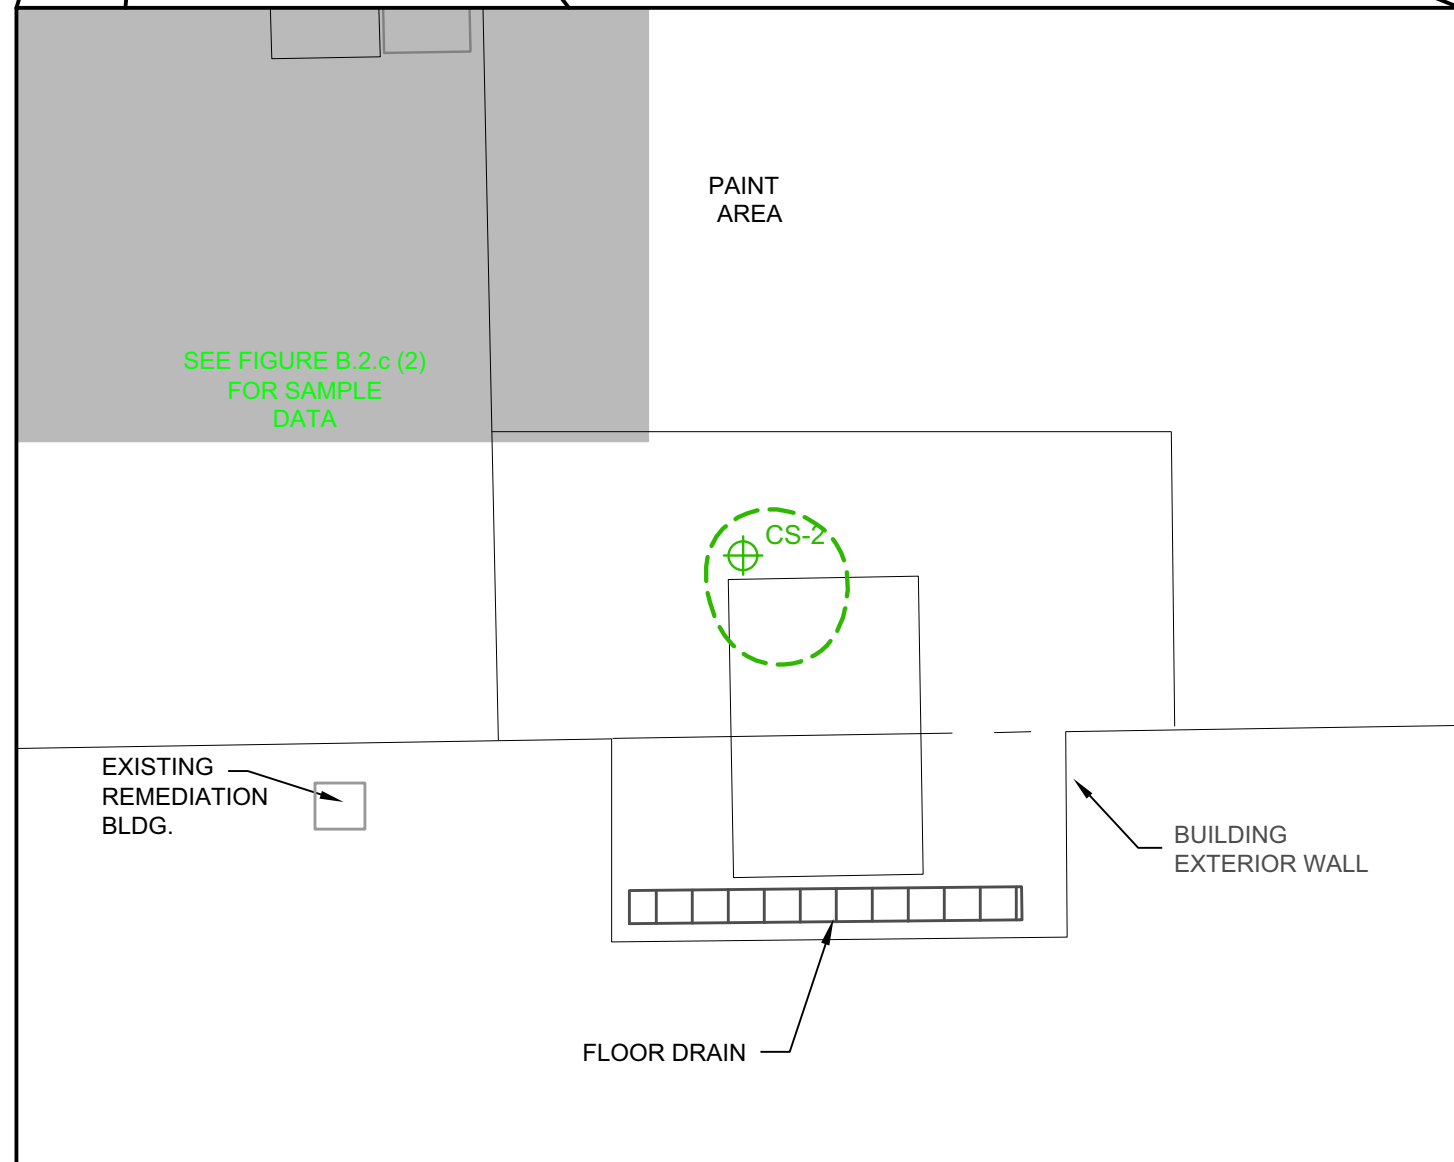 PAINT
AREA
SEE FIGURE B.2.c (2)
FOR SAMPLE
DATA
CS-2
EXISTING
REMEDIATION
BLDG.
BUILDING
EXTERIOR WALL
FLOOR DRAIN